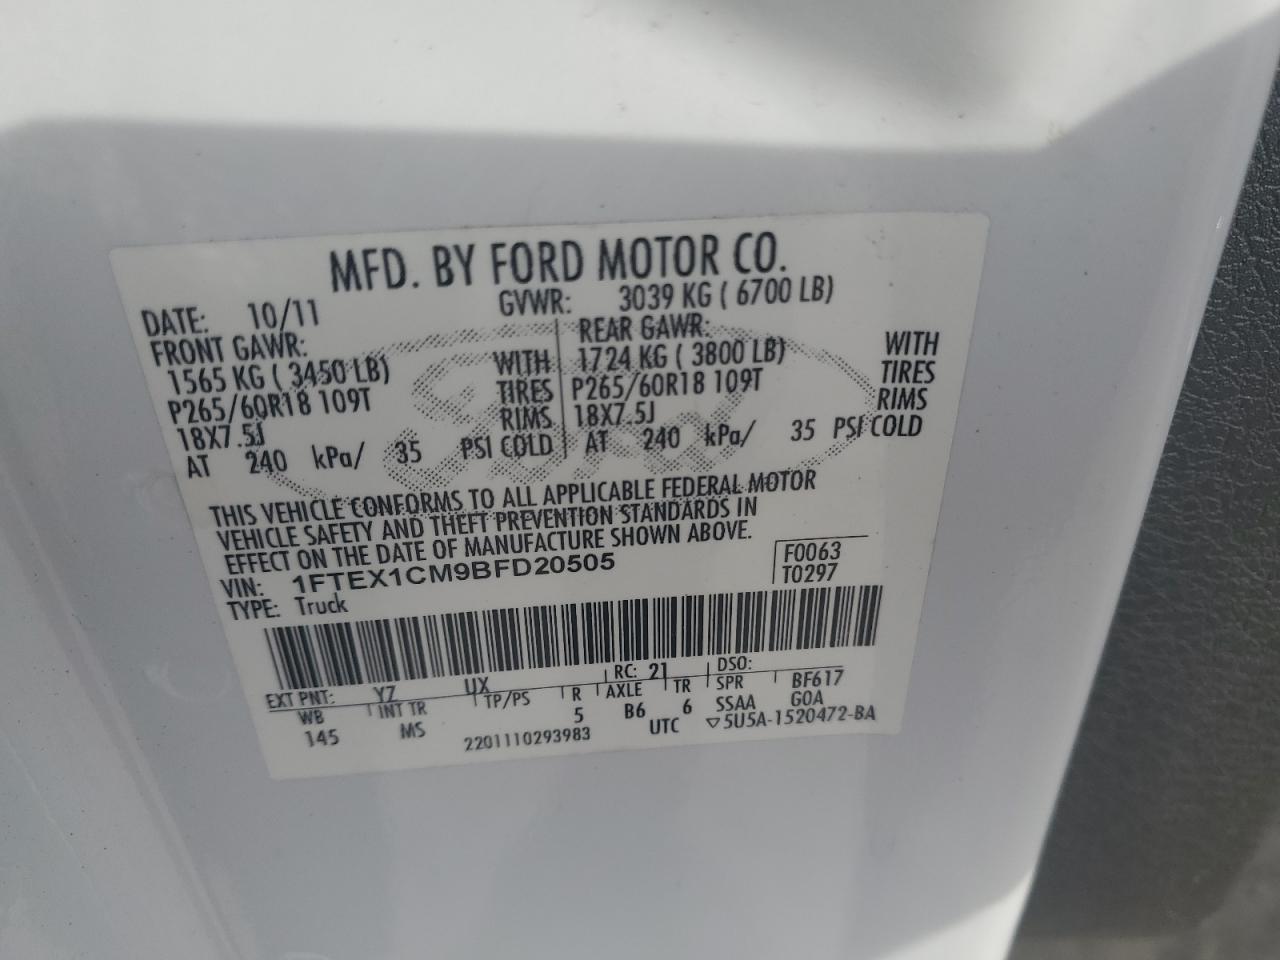 MFD. BY FORD MOTOR CO.
DATE: 10/11 GVWR: 3039 KG ( 6700 LB)
FRONT GAWR: REAR GAWR:
1565 KG ( 3450 LB) WITH 1724 KG ( 3800 LB) WITH
P265/60R18 109T TIRES P265/60R18 109T TIRES
18X7.5J RIMS 18X7.5J RIMS
AT 240 kPa/ 35 PSI COLD AT 240 kPa/ 35 PSI COLD
Ford
THIS VEHICLE CONFORMS TO ALL APPLICABLE FEDERAL MOTOR
VEHICLE SAFETY AND THEFT PREVENTION STANDARDS IN
EFFECT ON THE DATE OF MANUFACTURE SHOWN ABOVE.
VIN: 1FTEX1CM9BFD20505 F0063
TYPE: Truck T0297
EXT PNT: YZ UX RC: 21 DSO:
WB INT TR TP/PS R AXLE TR SPR BF617
145 MS 5 B6 6 SSAA GOA
2201110293983 UTC ▽5U5A-1520472-BA